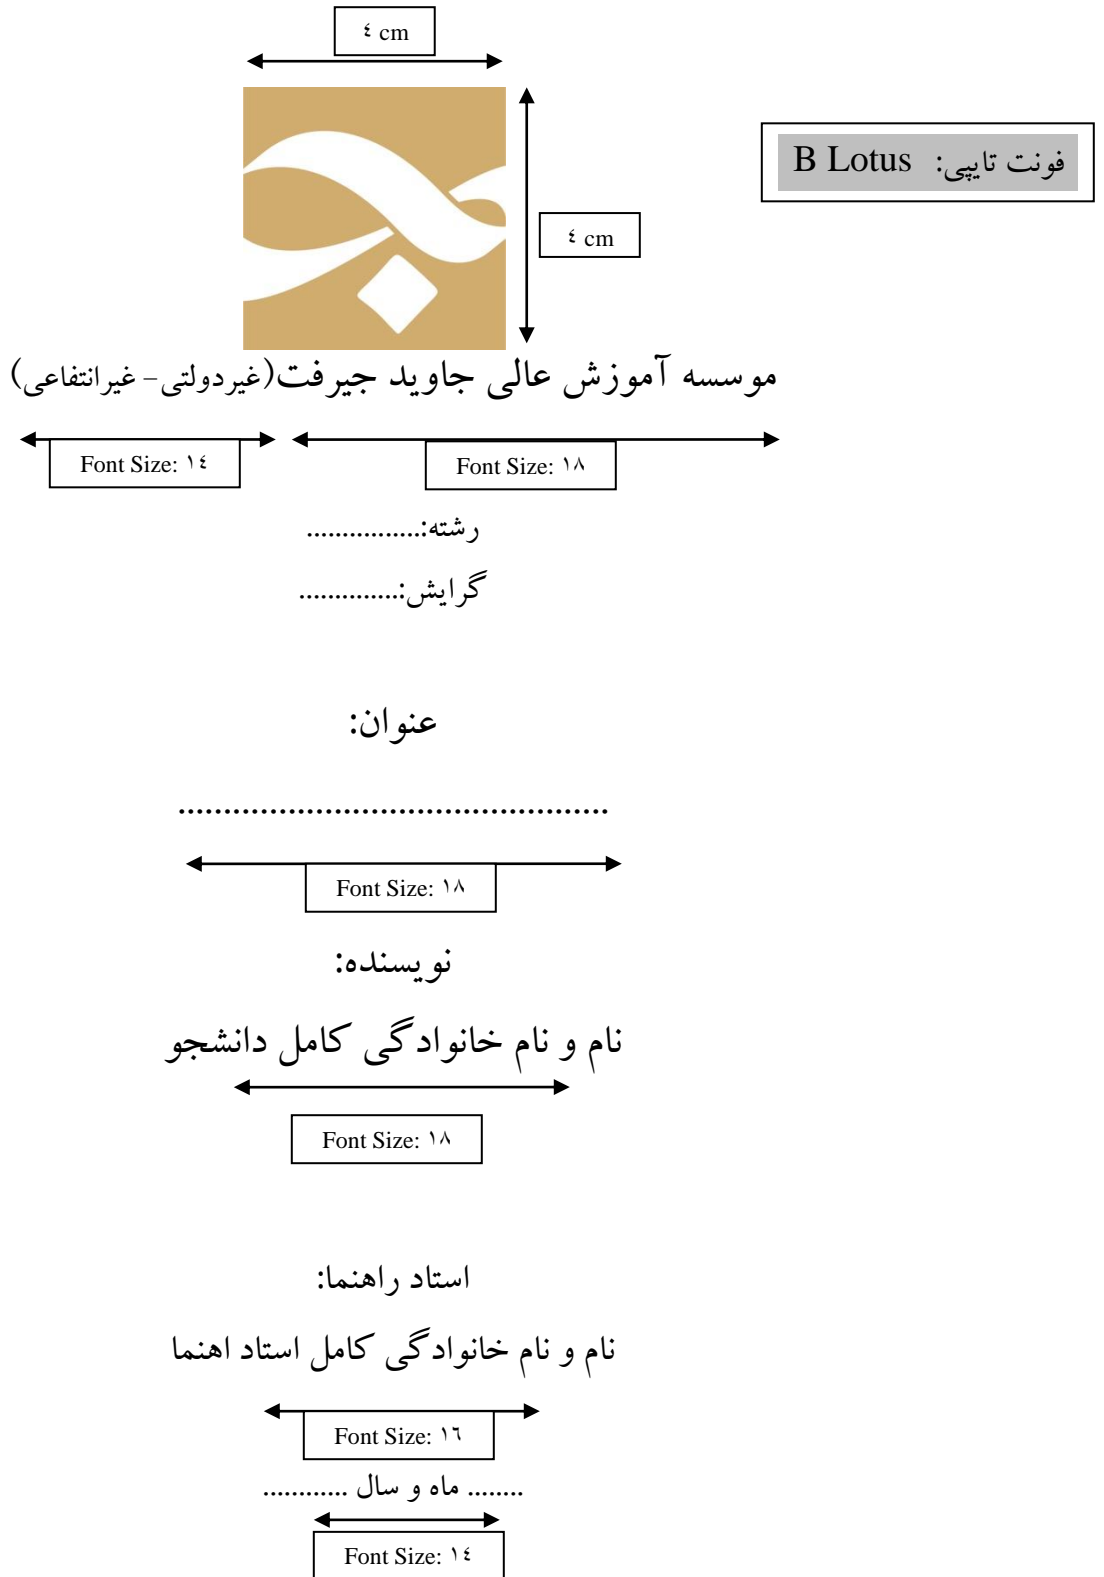 ٤ cm
فونت تایپی: B Lotus
٤ cm
موسسه آموزش عالی جاوید جیرفت(غیردولتی- غیرانتفاعی)
Font Size: ١٨
Font Size: ١٤
رشته:................
گرایش:..............
عنوان:
...............................................
Font Size: ١٨
نویسنده:
نام و نام خانوادگی کامل دانشجو
Font Size: ١٨
استاد راهنما:
نام و نام خانوادگی کامل استاد اهنما
Font Size: ١٦
........ ماه و سال ............
Font Size: ١٤